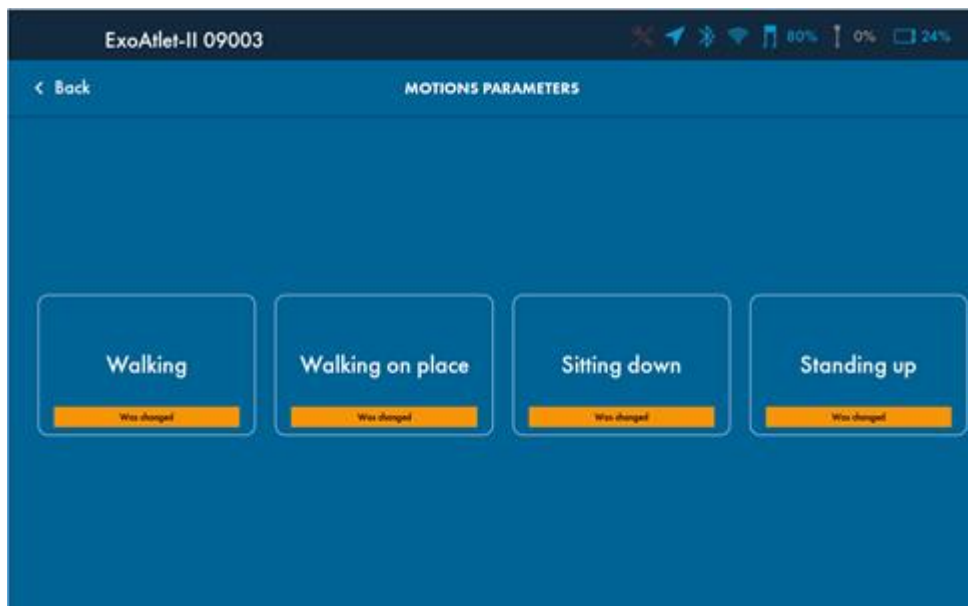 ExoAtlet-II 09003 80% 0% 24%
< Back MOTIONS PARAMETERS
Walking Walking on place Sitting down Standing up
Was changed Was changed Was changed Was changed